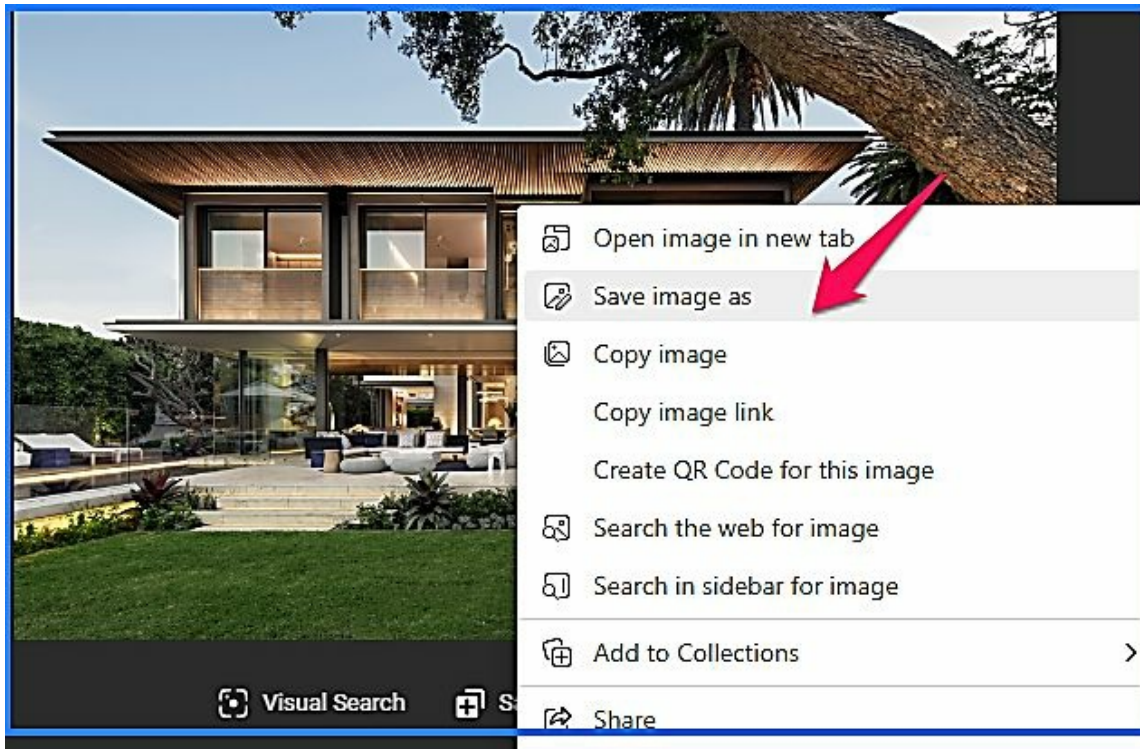 Open image in new tab
Save image as
Copy image
Copy image link
Create QR Code for this image
Search the web for image
Search in sidebar for image
Add to Collections
Share
Visual Search